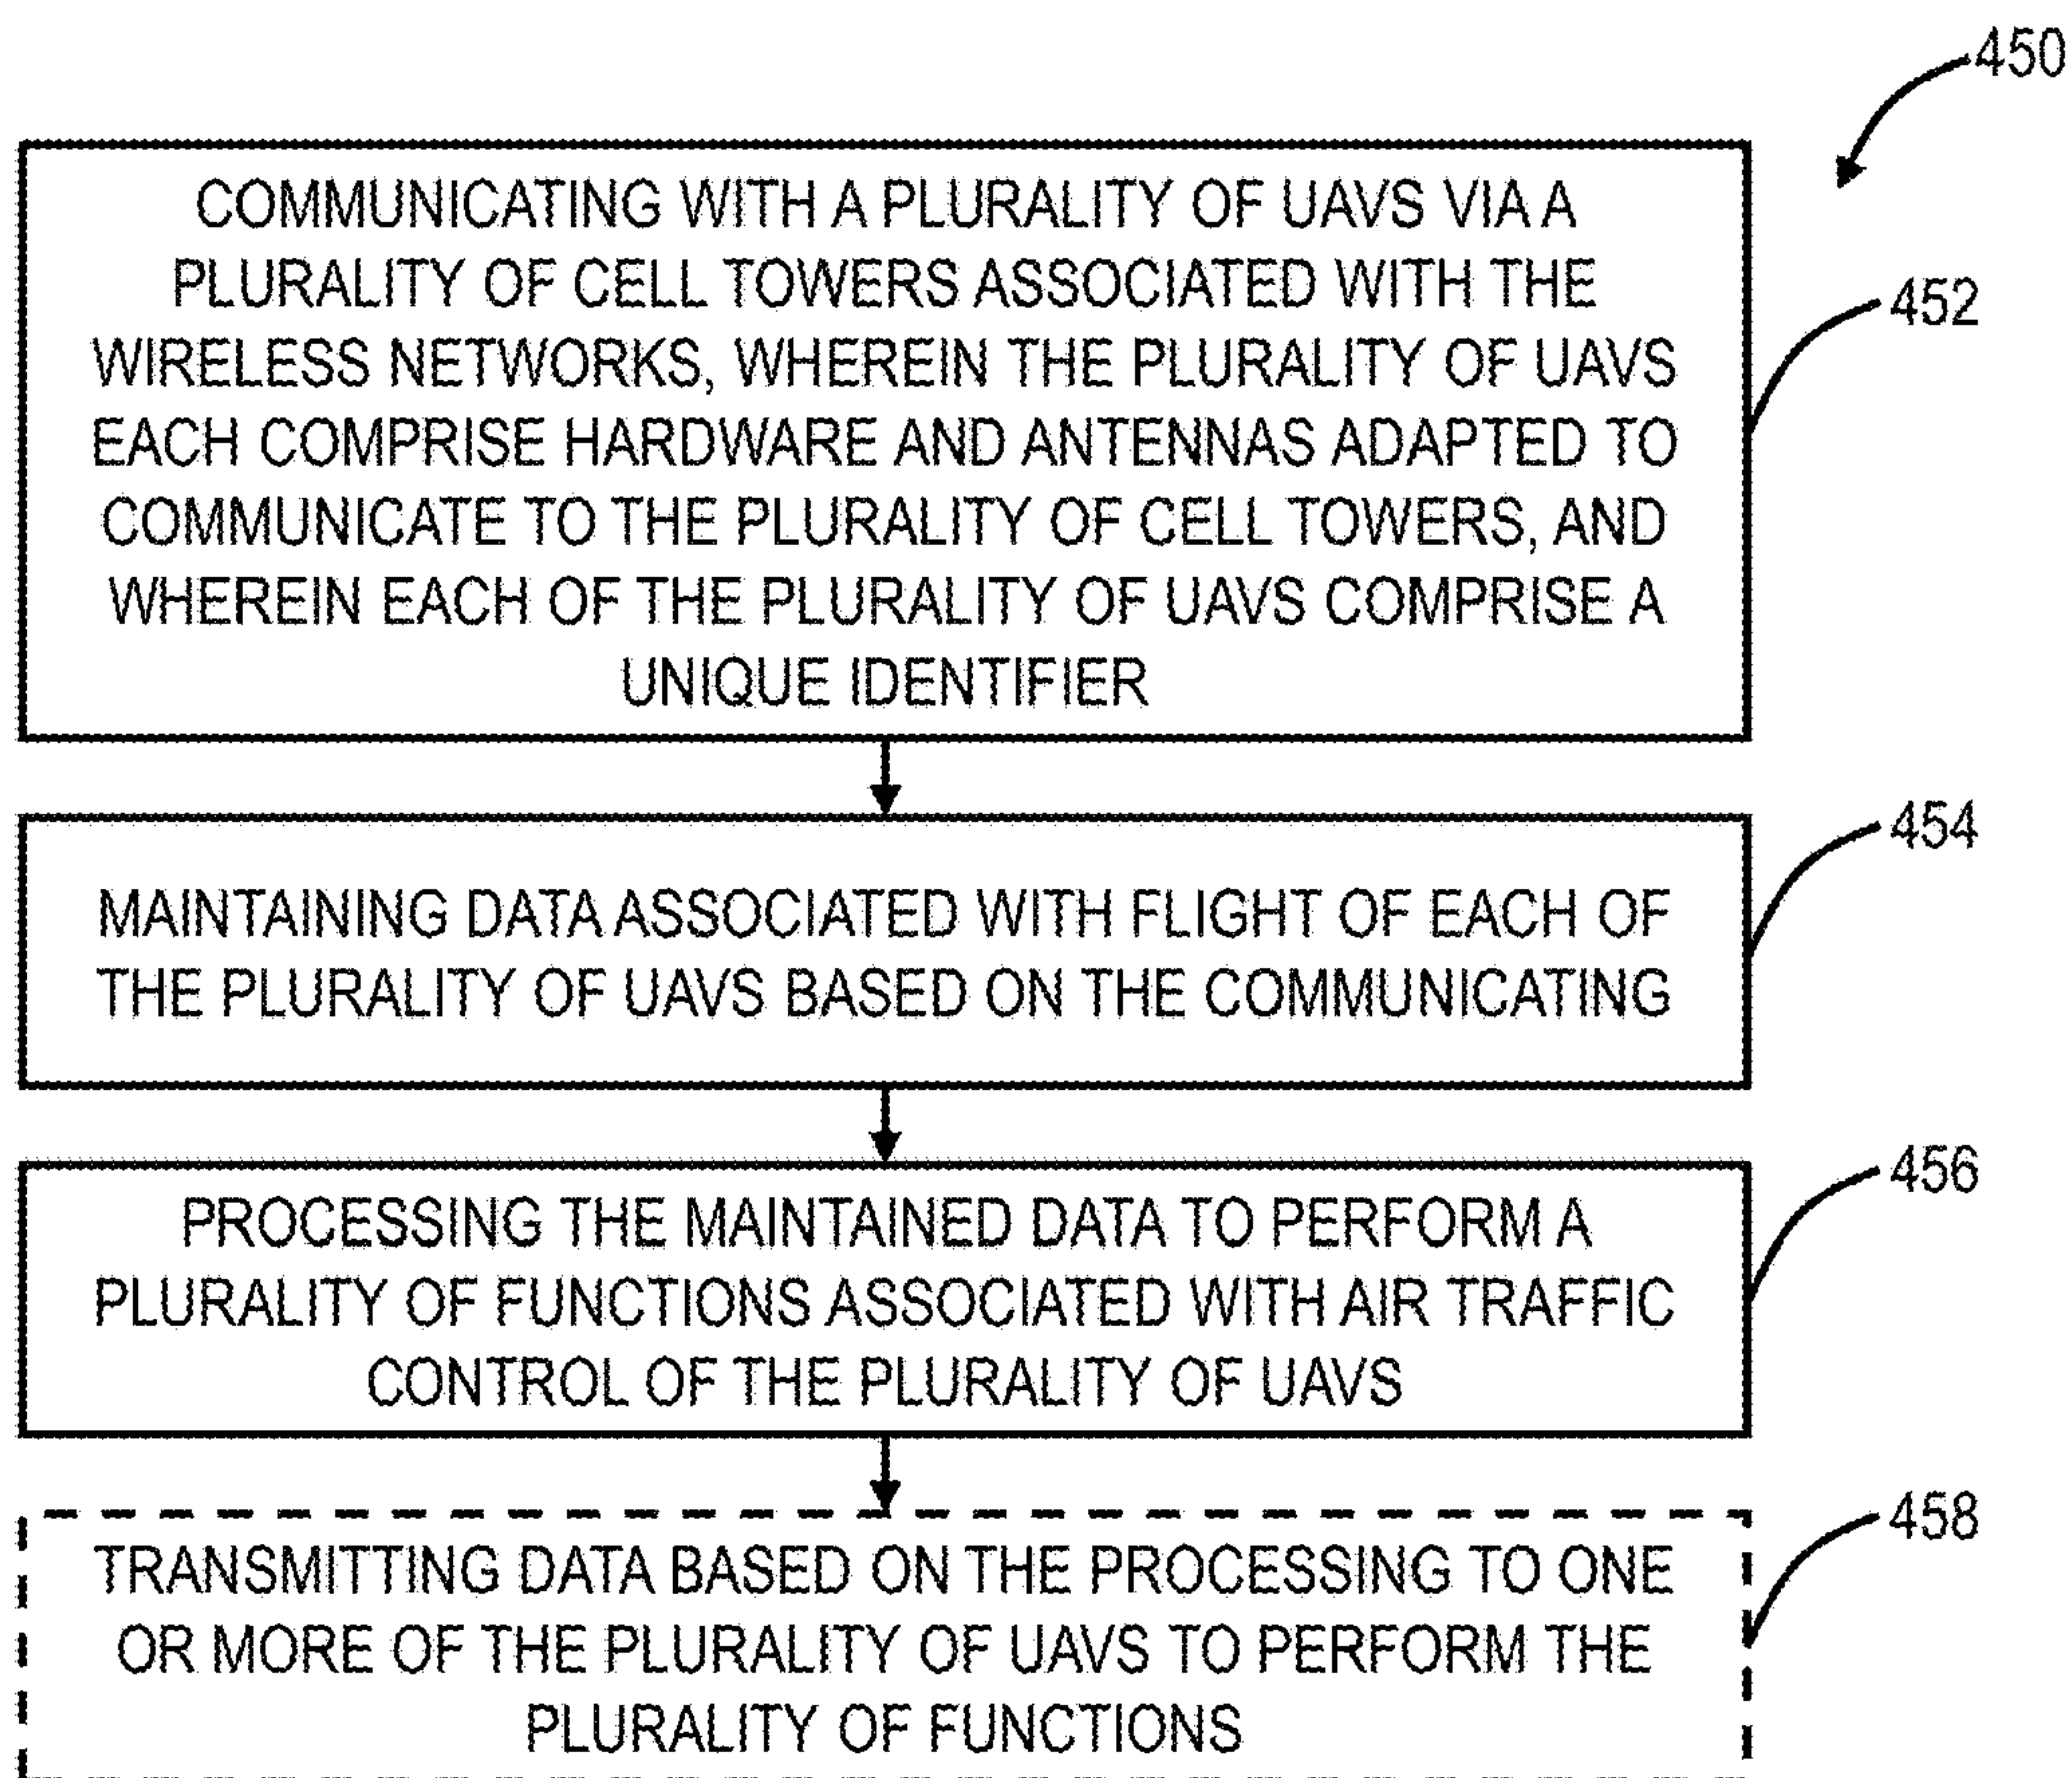 450
COMMUNICATING WITH A PLURALITY OF UAVS VIA A
PLURALITY OF CELL TOWERS ASSOCIATED WITH THE
WIRELESS NETWORKS, WHEREIN THE PLURALITY OF UAVS
EACH COMPRISE HARDWARE AND ANTENNAS ADAPTED TO
COMMUNICATE TO THE PLURALITY OF CELL TOWERS, AND
WHEREIN EACH OF THE PLURALITY OF UAVS COMPRISE A
UNIQUE IDENTIFIER
452
MAINTAINING DATA ASSOCIATED WITH FLIGHT OF EACH OF
THE PLURALITY OF UAVS BASED ON THE COMMUNICATING
454
PROCESSING THE MAINTAINED DATA TO PERFORM A
PLURALITY OF FUNCTIONS ASSOCIATED WITH AIR TRAFFIC
CONTROL OF THE PLURALITY OF UAVS
456
TRANSMITTING DATA BASED ON THE PROCESSING TO ONE
OR MORE OF THE PLURALITY OF UAVS TO PERFORM THE
PLURALITY OF FUNCTIONS
458